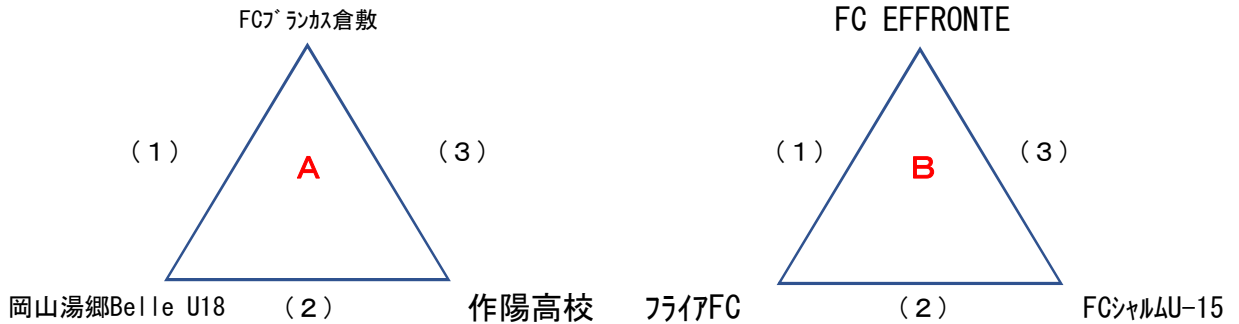 FCﾌﾞﾗﾝｶｽ倉敷
FC EFFRONTE
(1)
A
(3)
(1)
B
(3)
岡山湯郷Belle U18
(2)
作陽高校
ﾌﾗｲｱFC
(2)
FCｼｬﾙﾑU-15